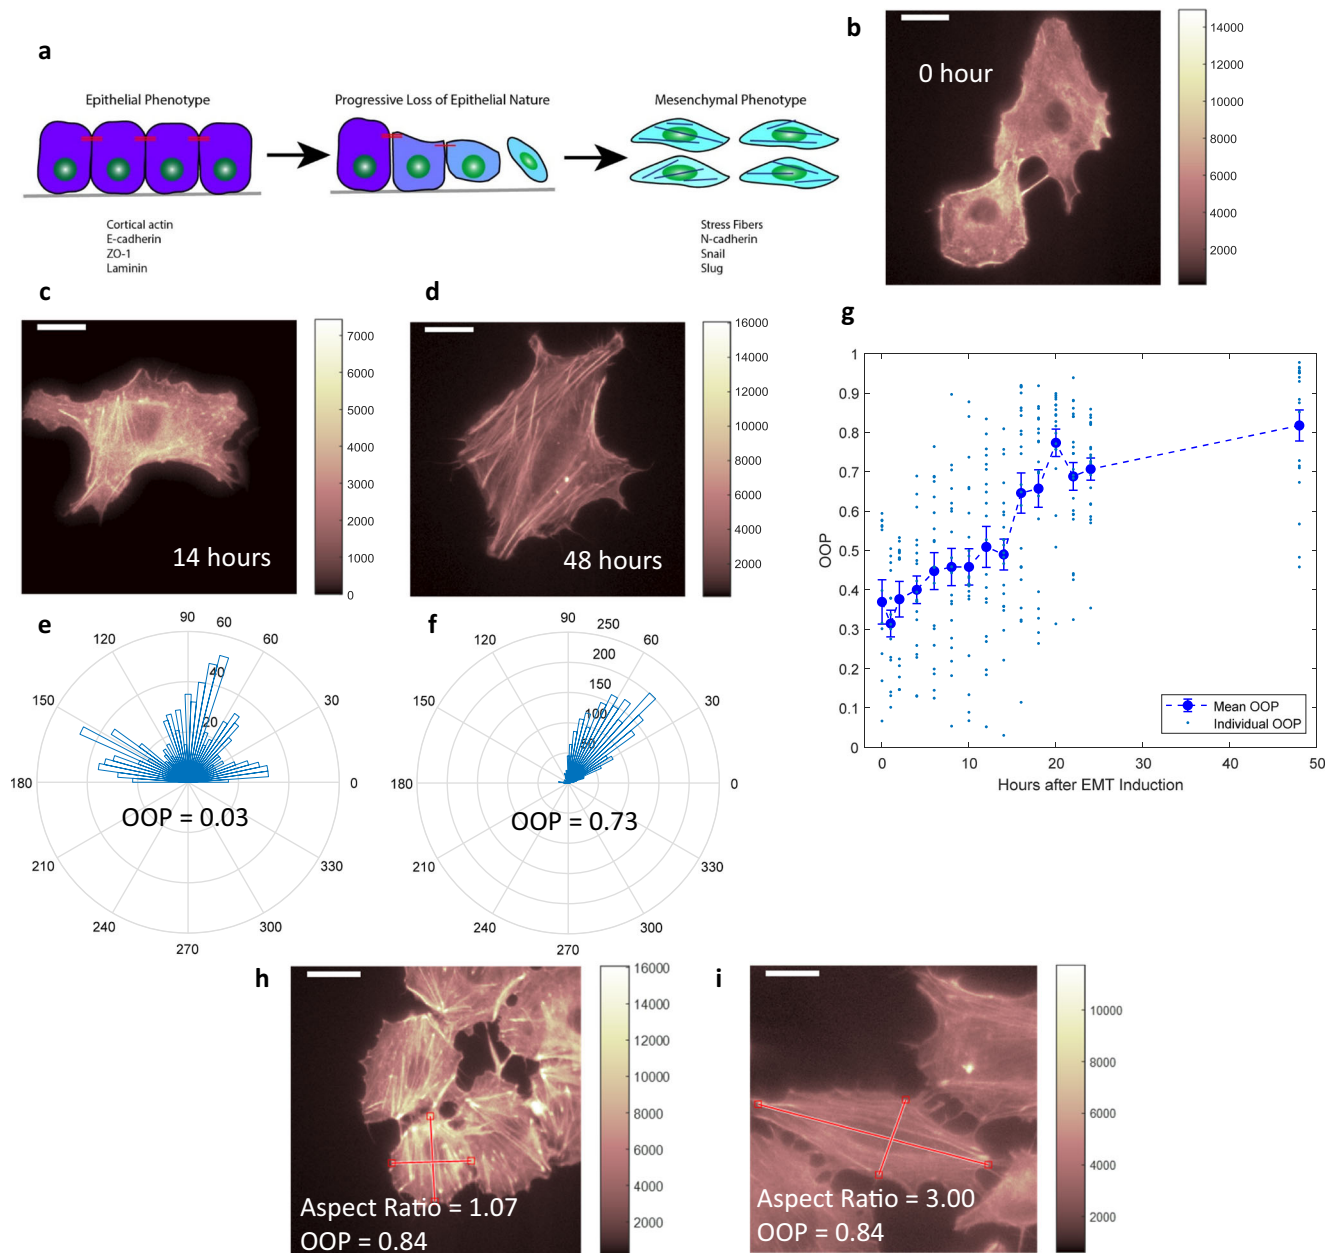 a
Epithelial Phenotype
Progressive Loss of Epithelial Nature
Mesenchymal Phenotype
Cortical actin
E-cadherin
ZO-1
Laminin
Stress Fibers
N-cadherin
Snail
Slug
b
0 hour
14000
12000
10000
8000
6000
4000
2000
c
14 hours
7000
6000
5000
4000
3000
2000
1000
0
d
48 hours
16000
14000
12000
10000
8000
6000
4000
2000
e
90
60
60
120
40
20
150
30
180
0
OOP = 0.03
210
330
240
300
270
f
90
250
60
120
200
150
100
50
150
30
180
0
OOP = 0.73
210
330
240
300
270
g
1
0.9
0.8
0.7
0.6
0.5
0.4
0.3
0.2
0.1
0
OOP
0
10
20
30
40
50
Hours after EMT Induction
Mean OOP
Individual OOP
h
Aspect Ratio = 1.07
OOP = 0.84
16000
14000
12000
10000
8000
6000
4000
2000
i
Aspect Ratio = 3.00
OOP = 0.84
10000
8000
6000
4000
2000